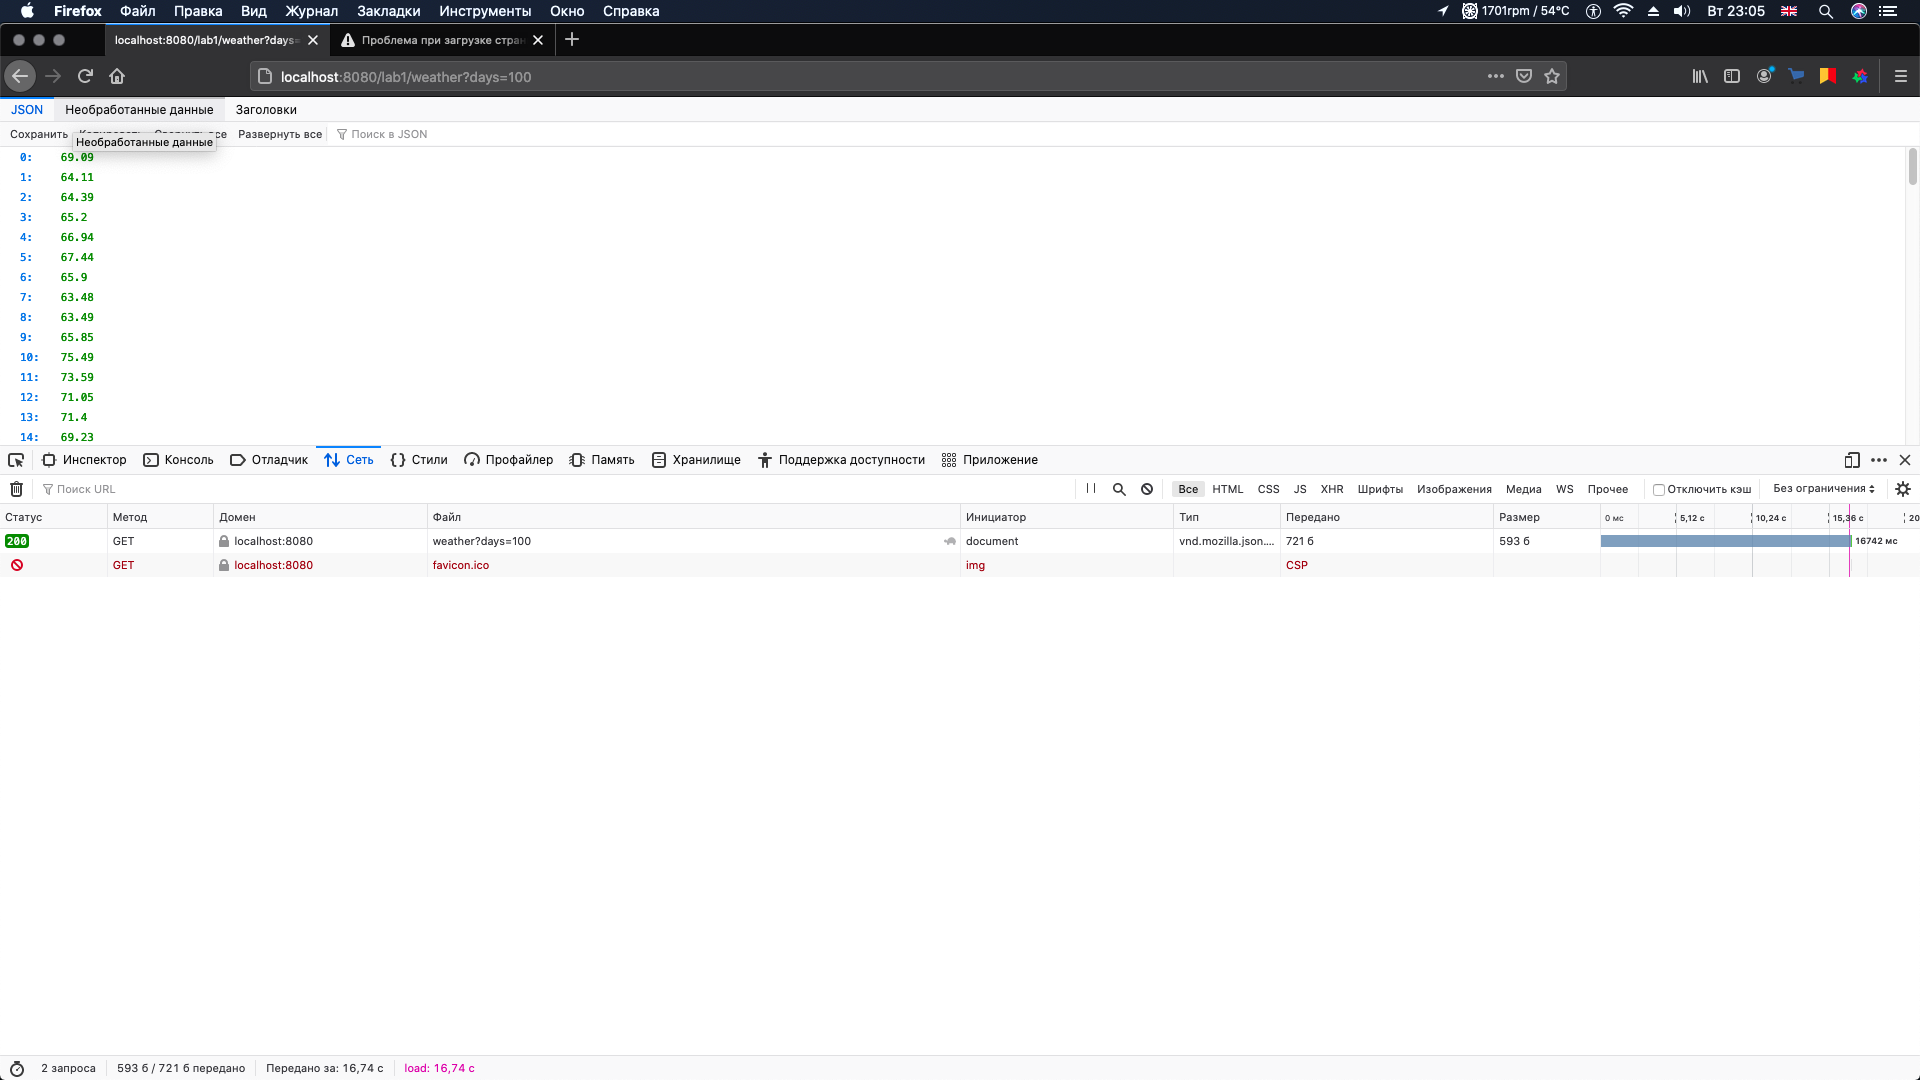 Firefox Файл Правка Вид Журнал Закладки Инструменты Окно Справка 1701rpm / 54°C Вт 23:05
localhost:8080/lab1/weather?days= Проблема при загрузке стран
localhost:8080/lab1/weather?days=100
JSON Необработанные данные Заголовки
Сохранить Копировать Свернуть все Развернуть все Поиск в JSON
Необработанные данные
0: 69.09
1: 64.11
2: 64.39
3: 65.2
4: 66.94
5: 67.44
6: 65.9
7: 63.48
8: 63.49
9: 65.85
10: 75.49
11: 73.59
12: 71.05
13: 71.4
14: 69.23
Инспектор Консоль Отладчик Сеть Стили Профайлер Память Хранилище Поддержка доступности Приложение
Поиск URL Все HTML CSS JS XHR Шрифты Изображения Медиа WS Прочее Отключить кэш Без ограничения
Статус Метод Домен Файл Инициатор Тип Передано Размер 0 мс 5,12 с 10,24 с 15,36 с 20
200 GET localhost:8080 weather?days=100 document vnd.mozilla.json.... 721 б 593 б 16742 мс
GET localhost:8080 favicon.ico img CSP
2 запроса 593 б / 721 б передано Передано за: 16,74 с load: 16,74 с